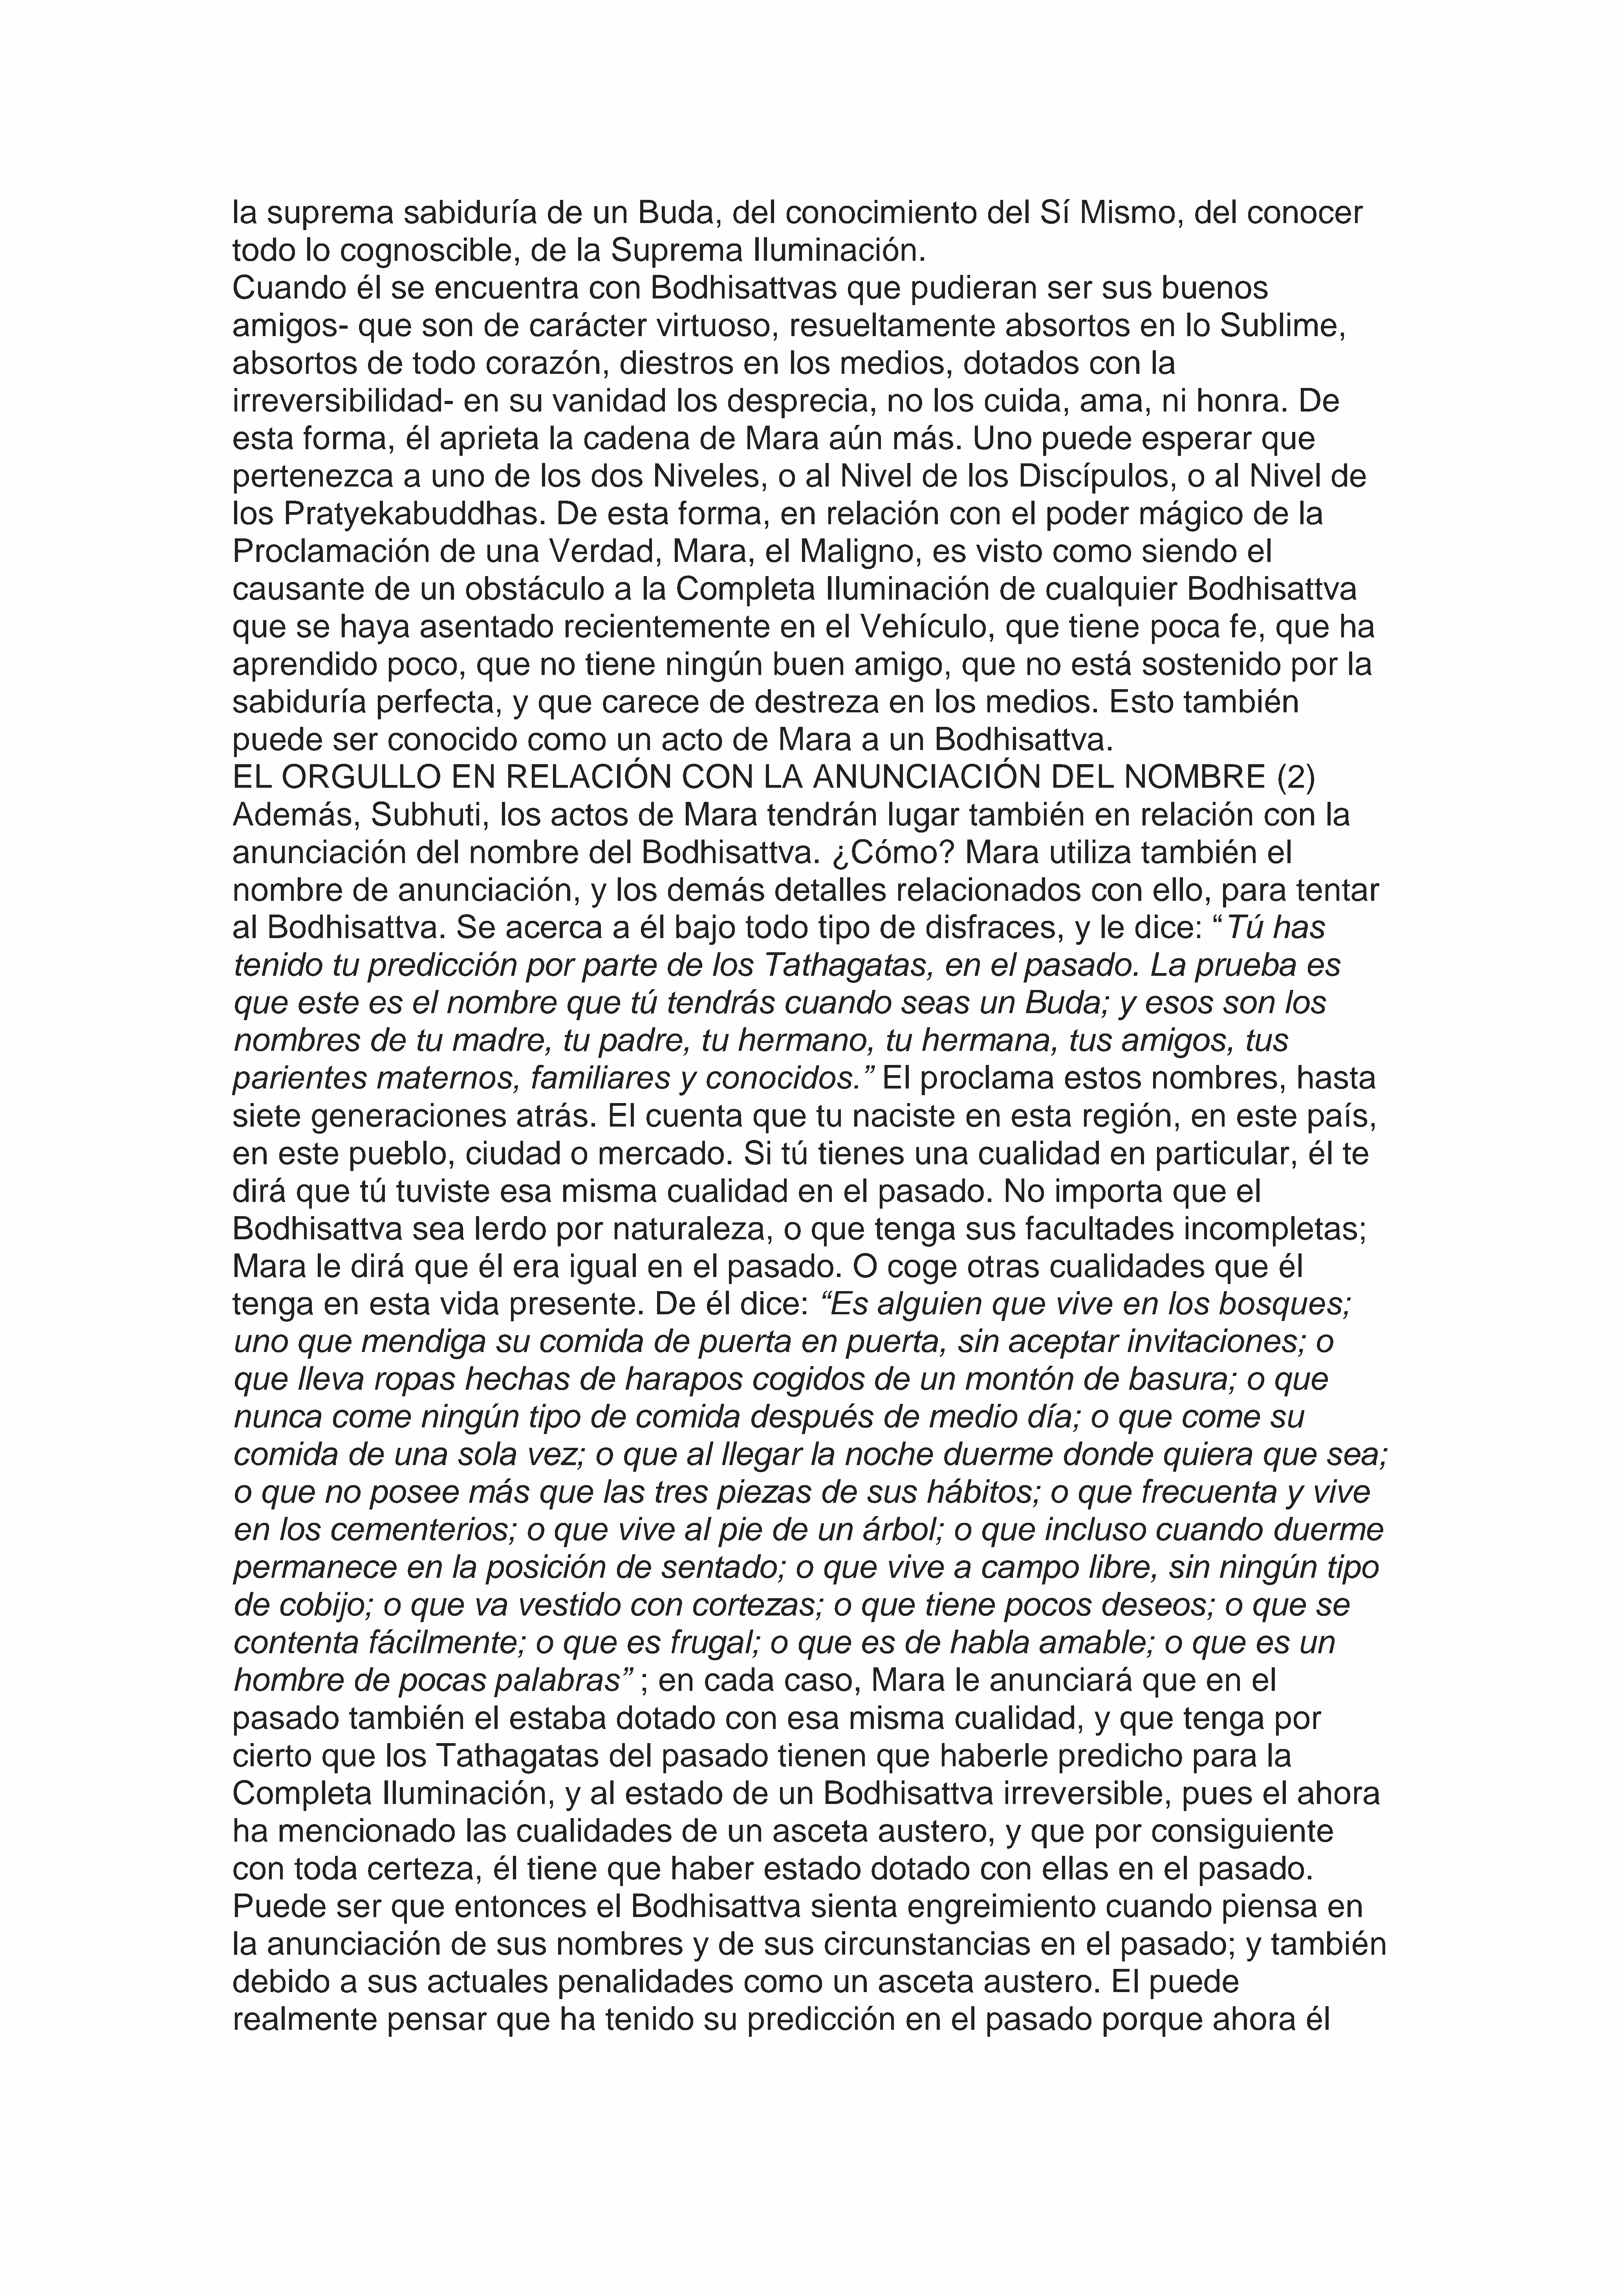 la suprema sabiduría de un Buda, del conocimiento del Sí Mismo, del conocer
todo lo cognoscible, de la Suprema Iluminación.
Cuando él se encuentra con Bodhisattvas que pudieran ser sus buenos
amigos- que son de carácter virtuoso, resueltamente absortos en lo Sublime,
absortos de todo corazón, diestros en los medios, dotados con la
irreversibilidad- en su vanidad los desprecia, no los cuida, ama, ni honra. De
esta forma, él aprieta la cadena de Mara aún más. Uno puede esperar que
pertenezca a uno de los dos Niveles, o al Nivel de los Discípulos, o al Nivel de
los Pratyekabuddhas. De esta forma, en relación con el poder mágico de la
Proclamación de una Verdad, Mara, el Maligno, es visto como siendo el
causante de un obstáculo a la Completa Iluminación de cualquier Bodhisattva
que se haya asentado recientemente en el Vehículo, que tiene poca fe, que ha
aprendido poco, que no tiene ningún buen amigo, que no está sostenido por la
sabiduría perfecta, y que carece de destreza en los medios. Esto también
puede ser conocido como un acto de Mara a un Bodhisattva.
EL ORGULLO EN RELACIÓN CON LA ANUNCIACIÓN DEL NOMBRE (2)
Además, Subhuti, los actos de Mara tendrán lugar también en relación con la
anunciación del nombre del Bodhisattva. ¿Cómo? Mara utiliza también el
nombre de anunciación, y los demás detalles relacionados con ello, para tentar
al Bodhisattva. Se acerca a él bajo todo tipo de disfraces, y le dice: “Tú has
tenido tu predicción por parte de los Tathagatas, en el pasado. La prueba es
que este es el nombre que tú tendrás cuando seas un Buda; y esos son los
nombres de tu madre, tu padre, tu hermano, tu hermana, tus amigos, tus
parientes maternos, familiares y conocidos.” El proclama estos nombres, hasta
siete generaciones atrás. El cuenta que tu naciste en esta región, en este país,
en este pueblo, ciudad o mercado. Si tú tienes una cualidad en particular, él te
dirá que tú tuviste esa misma cualidad en el pasado. No importa que el
Bodhisattva sea lerdo por naturaleza, o que tenga sus facultades incompletas;
Mara le dirá que él era igual en el pasado. O coge otras cualidades que él
tenga en esta vida presente. De él dice: “Es alguien que vive en los bosques;
uno que mendiga su comida de puerta en puerta, sin aceptar invitaciones; o
que lleva ropas hechas de harapos cogidos de un montón de basura; o que
nunca come ningún tipo de comida después de medio día; o que come su
comida de una sola vez; o que al llegar la noche duerme donde quiera que sea;
o que no posee más que las tres piezas de sus hábitos; o que frecuenta y vive
en los cementerios; o que vive al pie de un árbol; o que incluso cuando duerme
permanece en la posición de sentado; o que vive a campo libre, sin ningún tipo
de cobijo; o que va vestido con cortezas; o que tiene pocos deseos; o que se
contenta fácilmente; o que es frugal; o que es de habla amable; o que es un
hombre de pocas palabras” ; en cada caso, Mara le anunciará que en el
pasado también el estaba dotado con esa misma cualidad, y que tenga por
cierto que los Tathagatas del pasado tienen que haberle predicho para la
Completa Iluminación, y al estado de un Bodhisattva irreversible, pues el ahora
ha mencionado las cualidades de un asceta austero, y que por consiguiente
con toda certeza, él tiene que haber estado dotado con ellas en el pasado.
Puede ser que entonces el Bodhisattva sienta engreimiento cuando piensa en
la anunciación de sus nombres y de sus circunstancias en el pasado; y también
debido a sus actuales penalidades como un asceta austero. El puede
realmente pensar que ha tenido su predicción en el pasado porque ahora él